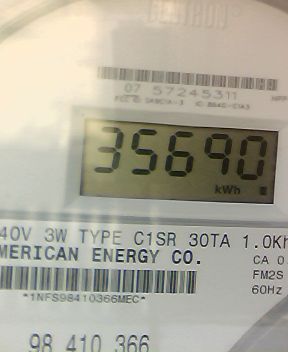 CENTRON
07 57245311
35690
kWh
40V 3W TYPE C1SR 30TA 1.0Kh
MERICAN ENERGY CO.
CA 0
FM2S
60Hz
*1NFS98410366MEC*
98 410 366